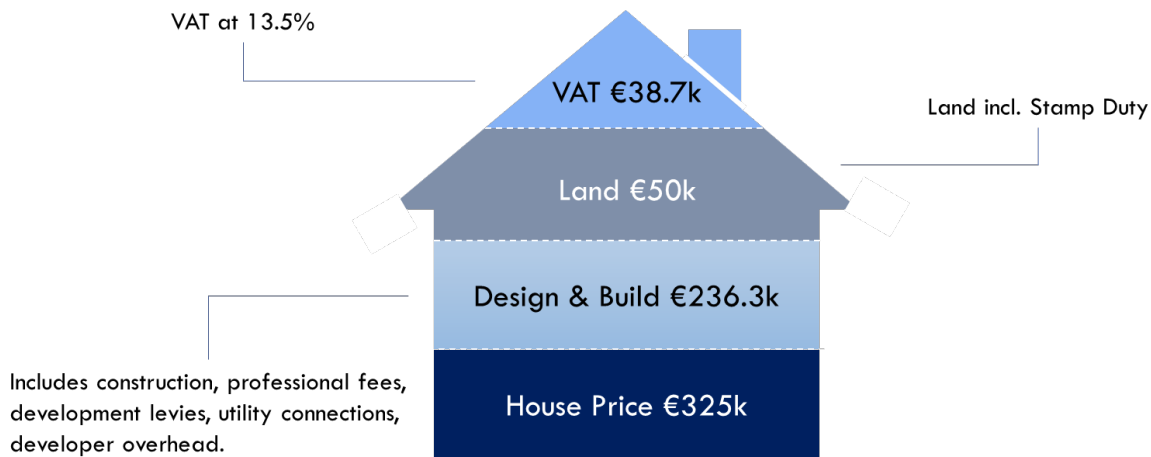 VAT at 13.5%
VAT €38.7k
Land incl. Stamp Duty
Land €50k
Design & Build €236.3k
Includes construction, professional fees,
development levies, utility connections,
developer overhead.
House Price €325k